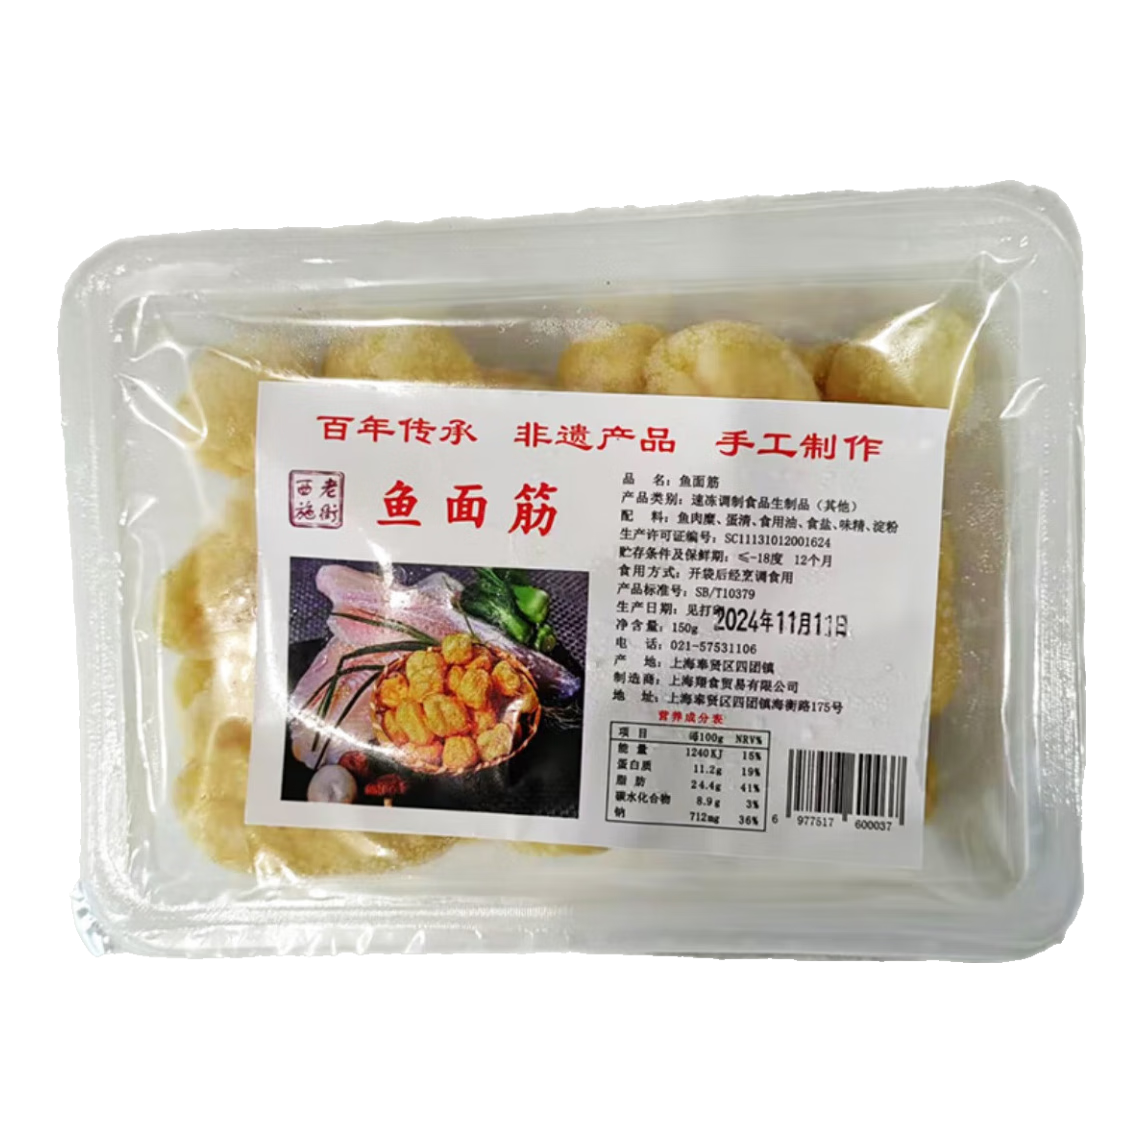 百年传承 非遗产品 手工制作
老街
西施
鱼面筋
品 名：鱼面筋
产品类别：速冻调制食品生制品（其他）
配 料：鱼肉糜、蛋清、食用油、食盐、味精、淀粉
生产许可证编号：SC11131012001624
贮存条件及保鲜期：≤-18度 12个月
食用方式：开袋后经烹调食用
产品标准号：SB/T10379
生产日期：见打
2024年11月1日
净含量：150g
电 话：021-57531106
产 地：上海奉贤区四团镇
制造商：上海翔食贸易有限公司
地 址：上海奉贤区四团镇海衡路175号
营养成分表
项目 每100g NRV%
能量 1240KJ 15%
蛋白质 11.2g 19%
脂肪 24.4g 41%
碳水化合物 8.9g 3%
钠 712mg 36%
6 977517 600037